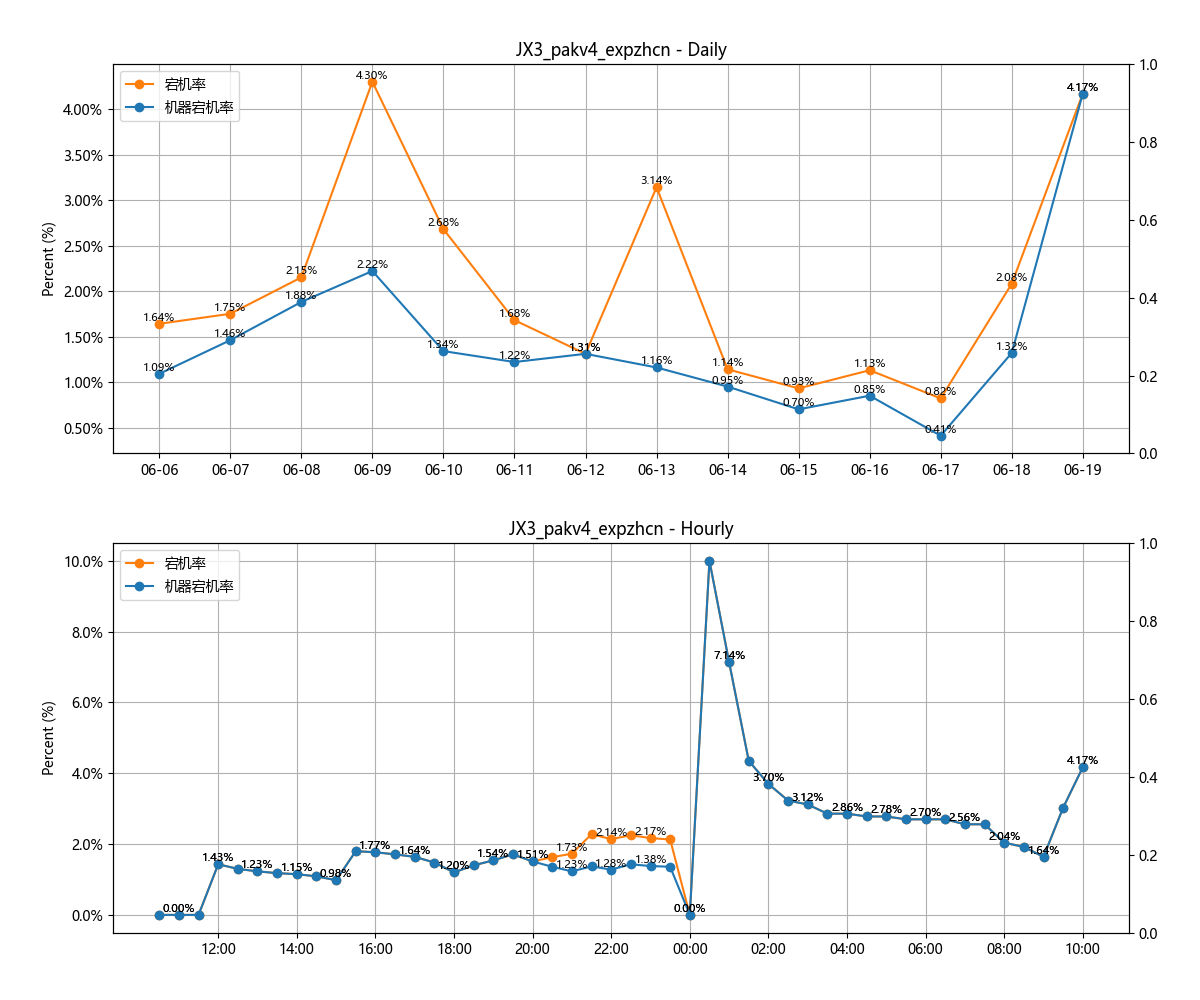 JX3_pakv4_expzhcn - Daily
宕机率
机器宕机率
Percent (%)
4.00%
3.50%
3.00%
2.50%
2.00%
1.50%
1.00%
0.50%
1.0
0.8
0.6
0.4
0.2
0.0
1.64% 1.75% 2.15% 4.30% 2.68% 1.68% 1.31% 3.14% 1.14% 0.93% 1.13% 0.82% 2.08% 4.17%
1.09% 1.46% 1.88% 2.22% 1.34% 1.22% 1.31% 1.16% 0.95% 0.70% 0.85% 0.41% 1.32% 4.17%
06-06 06-07 06-08 06-09 06-10 06-11 06-12 06-13 06-14 06-15 06-16 06-17 06-18 06-19
JX3_pakv4_expzhcn - Hourly
宕机率
机器宕机率
Percent (%)
10.0%
8.0%
6.0%
4.0%
2.0%
0.0%
1.0
0.8
0.6
0.4
0.2
0.0
0.00% 1.43% 1.23% 1.15% 0.98% 1.77% 1.64% 1.20% 1.54% 1.51% 1.73% 2.14% 2.17% 0.00% 7.14% 3.70% 3.12% 2.86% 2.78% 2.70% 2.56% 2.04% 1.64% 4.17%
1.23% 1.28% 1.38%
12:00 14:00 16:00 18:00 20:00 22:00 00:00 02:00 04:00 06:00 08:00 10:00